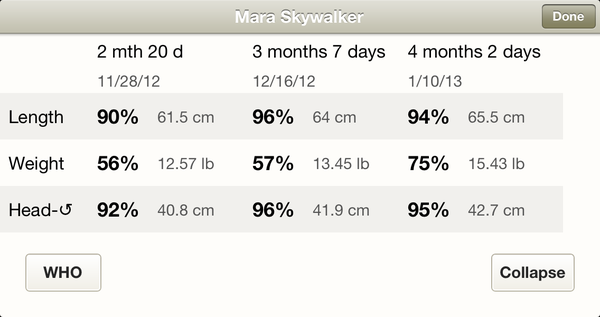 Mara Skywalker Done
2 mth 20 d 3 months 7 days 4 months 2 days
11/28/12 12/16/12 1/10/13
Length 90% 61.5 cm 96% 64 cm 94% 65.5 cm
Weight 56% 12.57 lb 57% 13.45 lb 75% 15.43 lb
Head-↺ 92% 40.8 cm 96% 41.9 cm 95% 42.7 cm
WHO Collapse